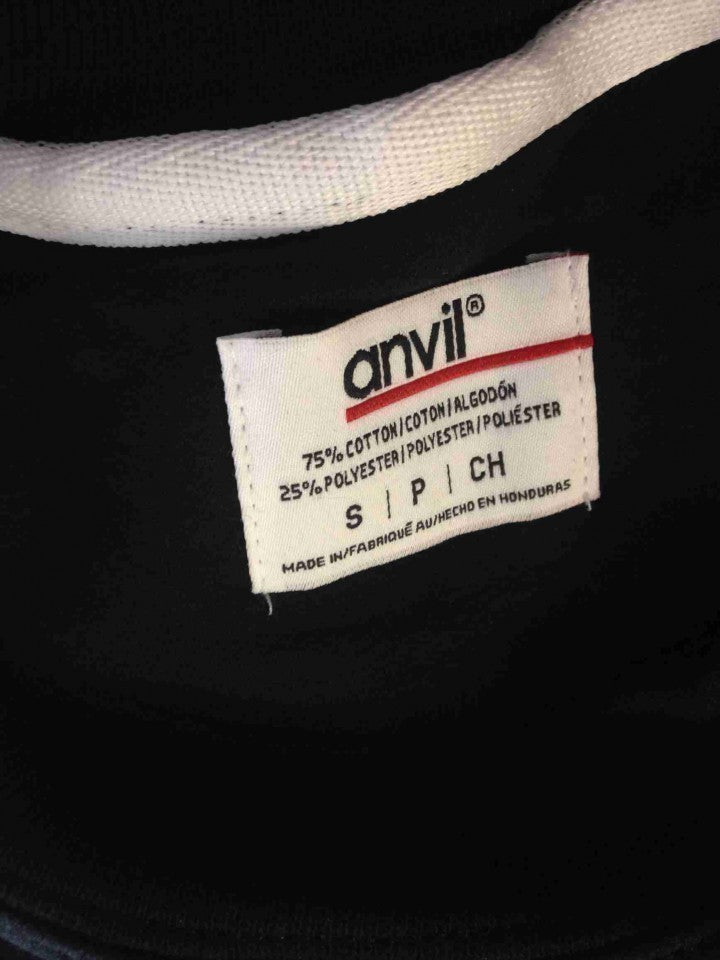 anvil®
75% COTTON/COTON/ALGODÓN
25% POLYESTER/POLYESTER/POLIÉSTER
S | P | CH
MADE IN/FABRIQUÉ AU/HECHO EN HONDURAS